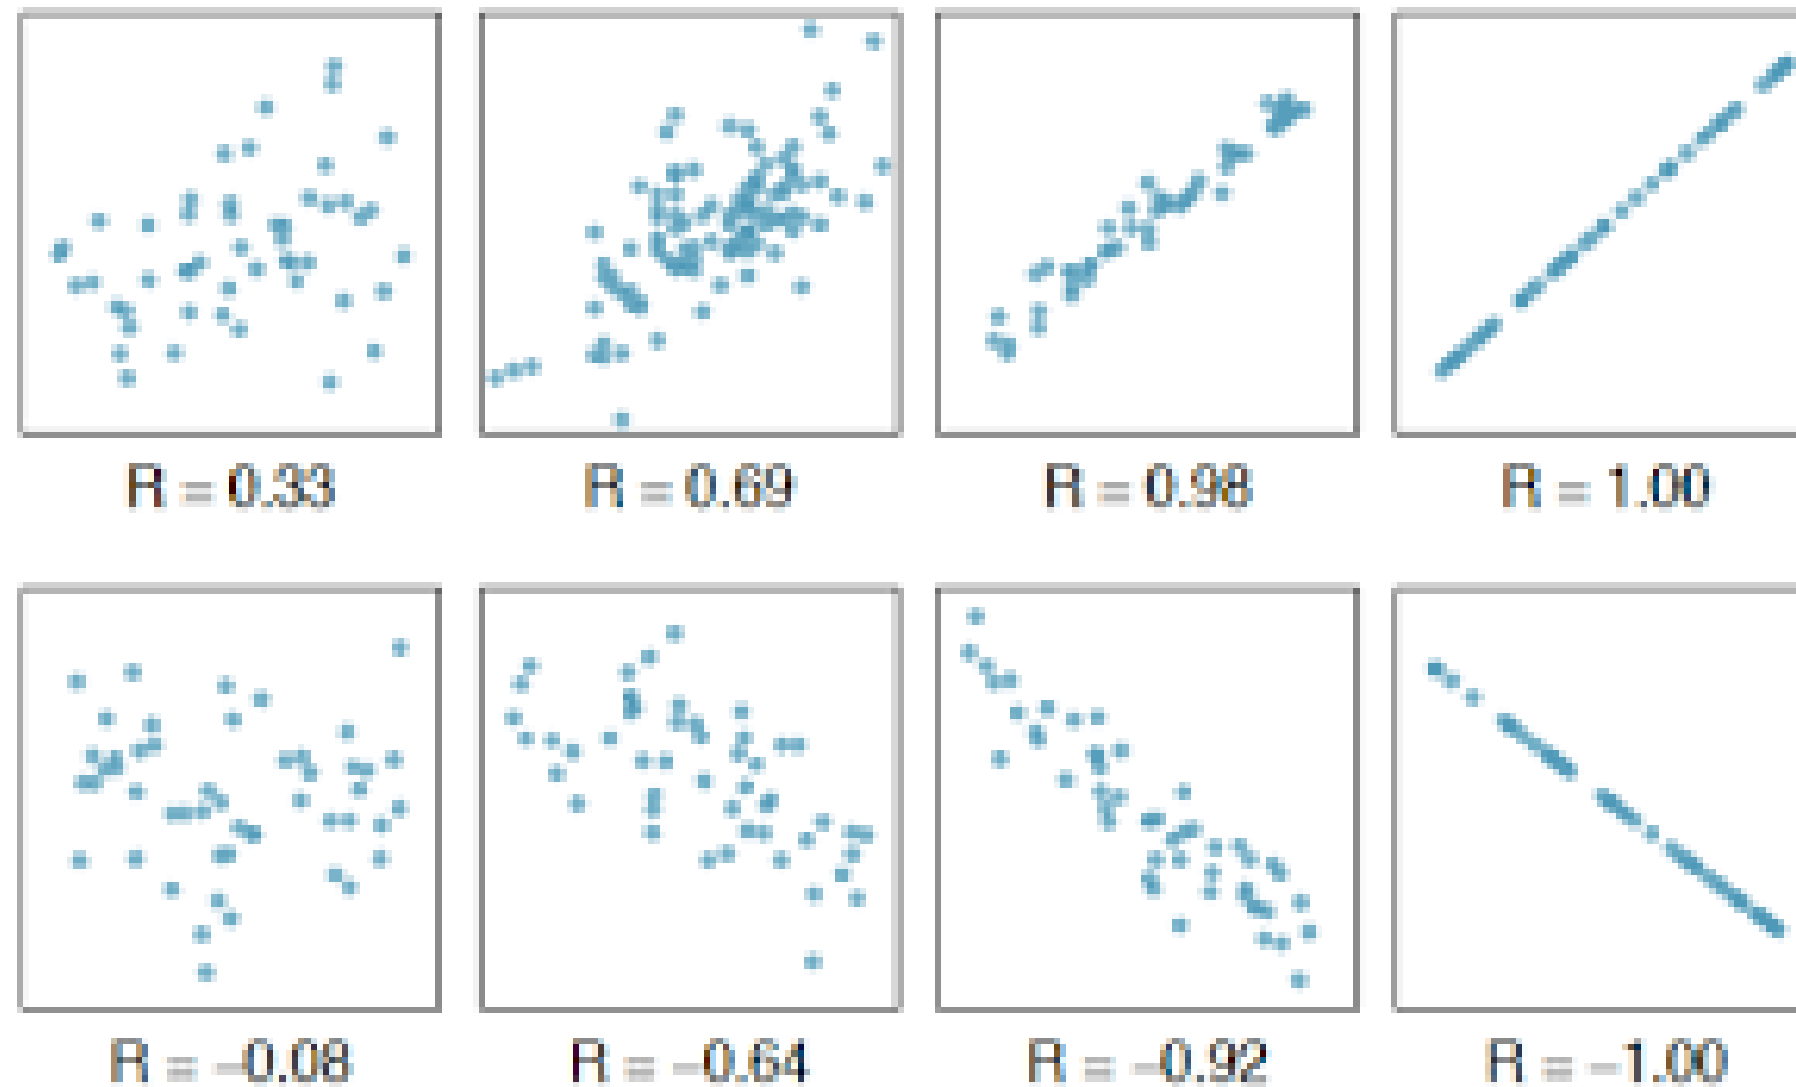 R = 0.33
R = 0.69
R = 0.98
R = 1.00
R = −0.08
R = −0.64
R = −0.92
R = −1.00